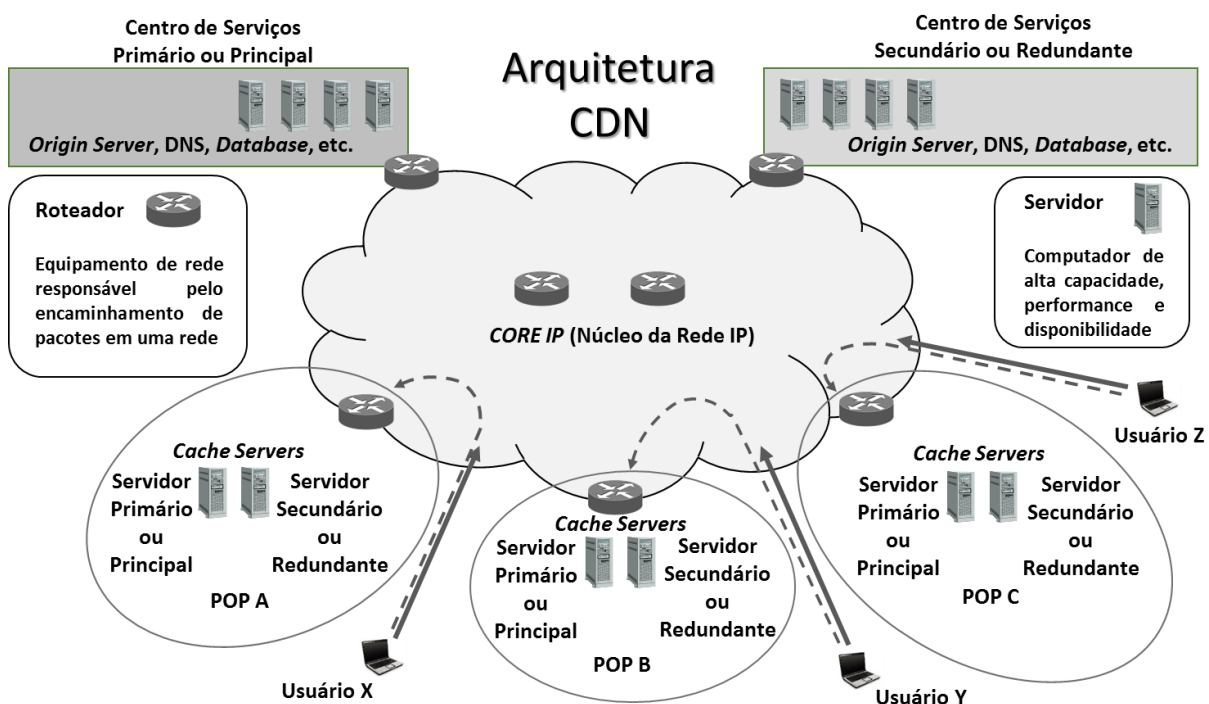 Centro de Serviços
Primário ou Principal
Arquitetura
CDN
Centro de Serviços
Secundário ou Redundante
Origin Server, DNS, Database, etc.
Origin Server, DNS, Database, etc.
Roteador
Equipamento de rede
responsável pelo
encaminhamento de
pacotes em uma rede
Servidor
Computador de
alta capacidade,
performance e
disponibilidade
CORE IP (Núcleo da Rede IP)
Usuário Z
Cache Servers
Servidor
Primário
ou
Principal
Servidor
Secundário
ou
Redundante
POP A
Cache Servers
Servidor
Primário
ou
Principal
Servidor
Secundário
ou
Redundante
POP B
Cache Servers
Servidor
Primário
ou
Principal
Servidor
Secundário
ou
Redundante
POP C
Usuário X
Usuário Y